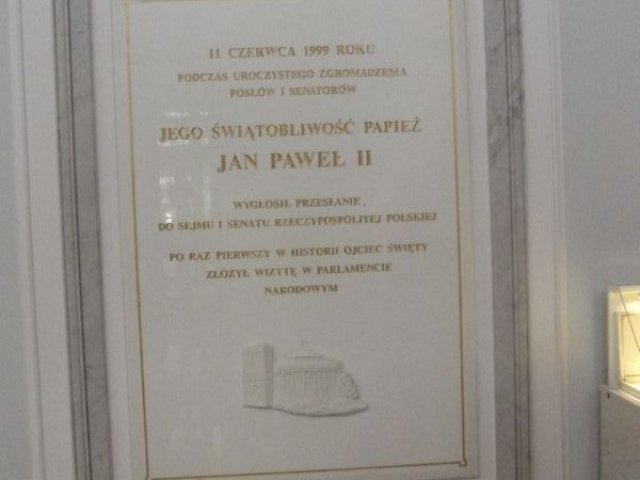 11 CZERWCA 1999 ROKU
PODCZAS UROCZYSTEGO ZGROMADZENIA
POSŁÓW I SENATORÓW
JEGO ŚWIĄTOBLIWOŚĆ PAPIEŻ
JAN PAWEŁ II
WYGŁOSIŁ PRZESŁANIE
DO SEJMU I SENATU RZECZYPOSPOLITEJ POLSKIEJ
PO RAZ PIERWSZY W HISTORII OJCIEC ŚWIĘTY
ZŁOŻYŁ WIZYTĘ W PARLAMENCIE
NARODOWYM